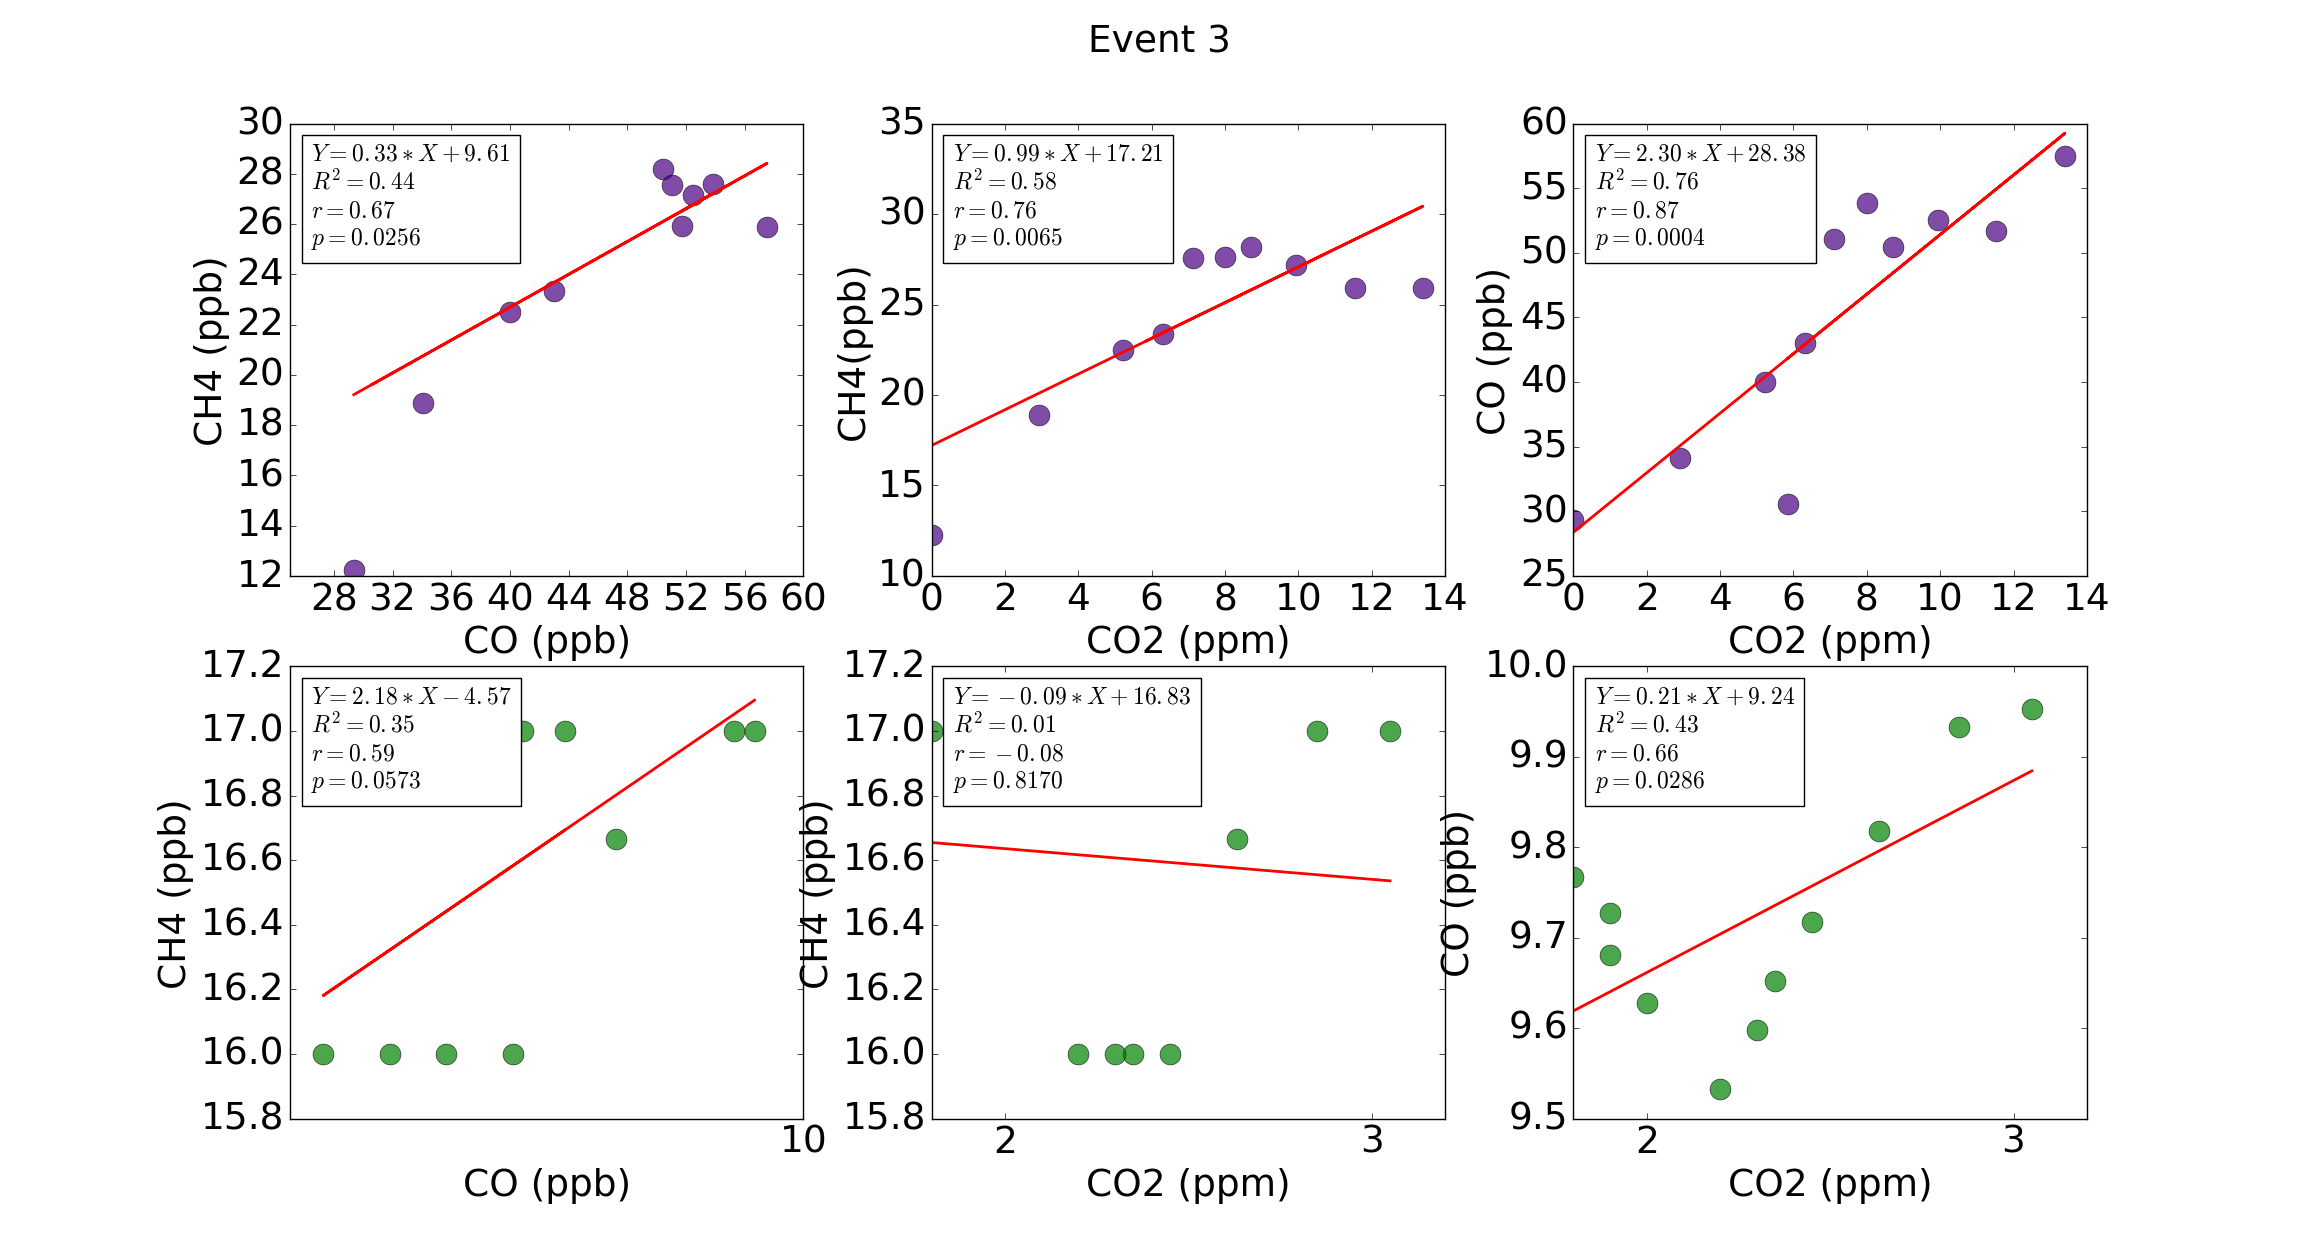 Event 3
30
28
26
24
22
20
18
16
14
12
CH4 (ppb)
Y=0.33∗X+9.61
R²=0.44
r=0.67
p=0.0256
28 32 36 40 44 48 52 56 60
CO (ppb)
35
30
25
20
15
10
CH4(ppb)
Y=0.99∗X+17.21
R²=0.58
r=0.76
p=0.0065
0 2 4 6 8 10 12 14
CO2 (ppm)
60
55
50
45
40
35
30
25
CO (ppb)
Y=2.30∗X+28.38
R²=0.76
r=0.87
p=0.0004
0 2 4 6 8 10 12 14
CO2 (ppm)
17.2
17.0
16.8
16.6
16.4
16.2
16.0
15.8
CH4 (ppb)
Y=2.18∗X−4.57
R²=0.35
r=0.59
p=0.0573
10
CO (ppb)
17.2
17.0
16.8
16.6
16.4
16.2
16.0
15.8
CH4 (ppb)
Y=−0.09∗X+16.83
R²=0.01
r=−0.08
p=0.8170
2 3
CO2 (ppm)
10.0
9.9
9.8
9.7
9.6
9.5
CO (ppb)
Y=0.21∗X+9.24
R²=0.43
r=0.66
p=0.0286
2 3
CO2 (ppm)